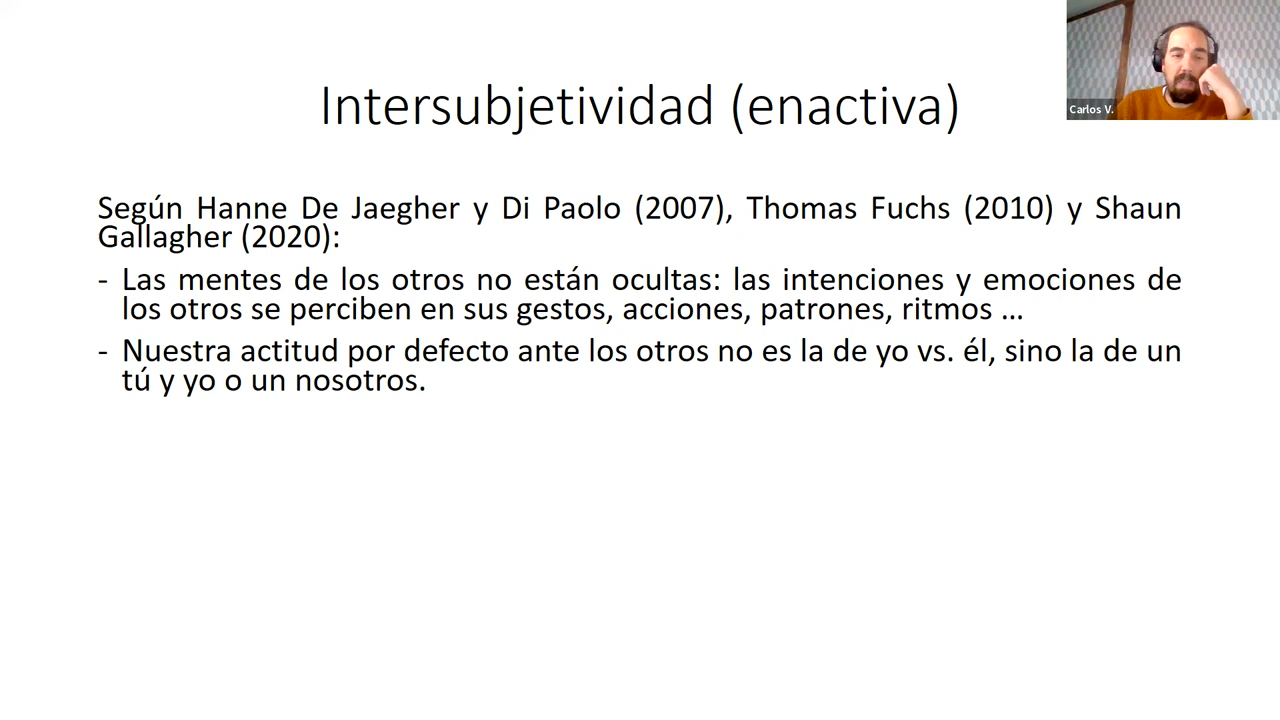 Intersubjetividad (enactiva)
Carlos V.
Según Hanne De Jaegher y Di Paolo (2007), Thomas Fuchs (2010) y Shaun
Gallagher (2020):
- Las mentes de los otros no están ocultas: las intenciones y emociones de
los otros se perciben en sus gestos, acciones, patrones, ritmos ...
- Nuestra actitud por defecto ante los otros no es la de yo vs. él, sino la de un
tú y yo o un nosotros.